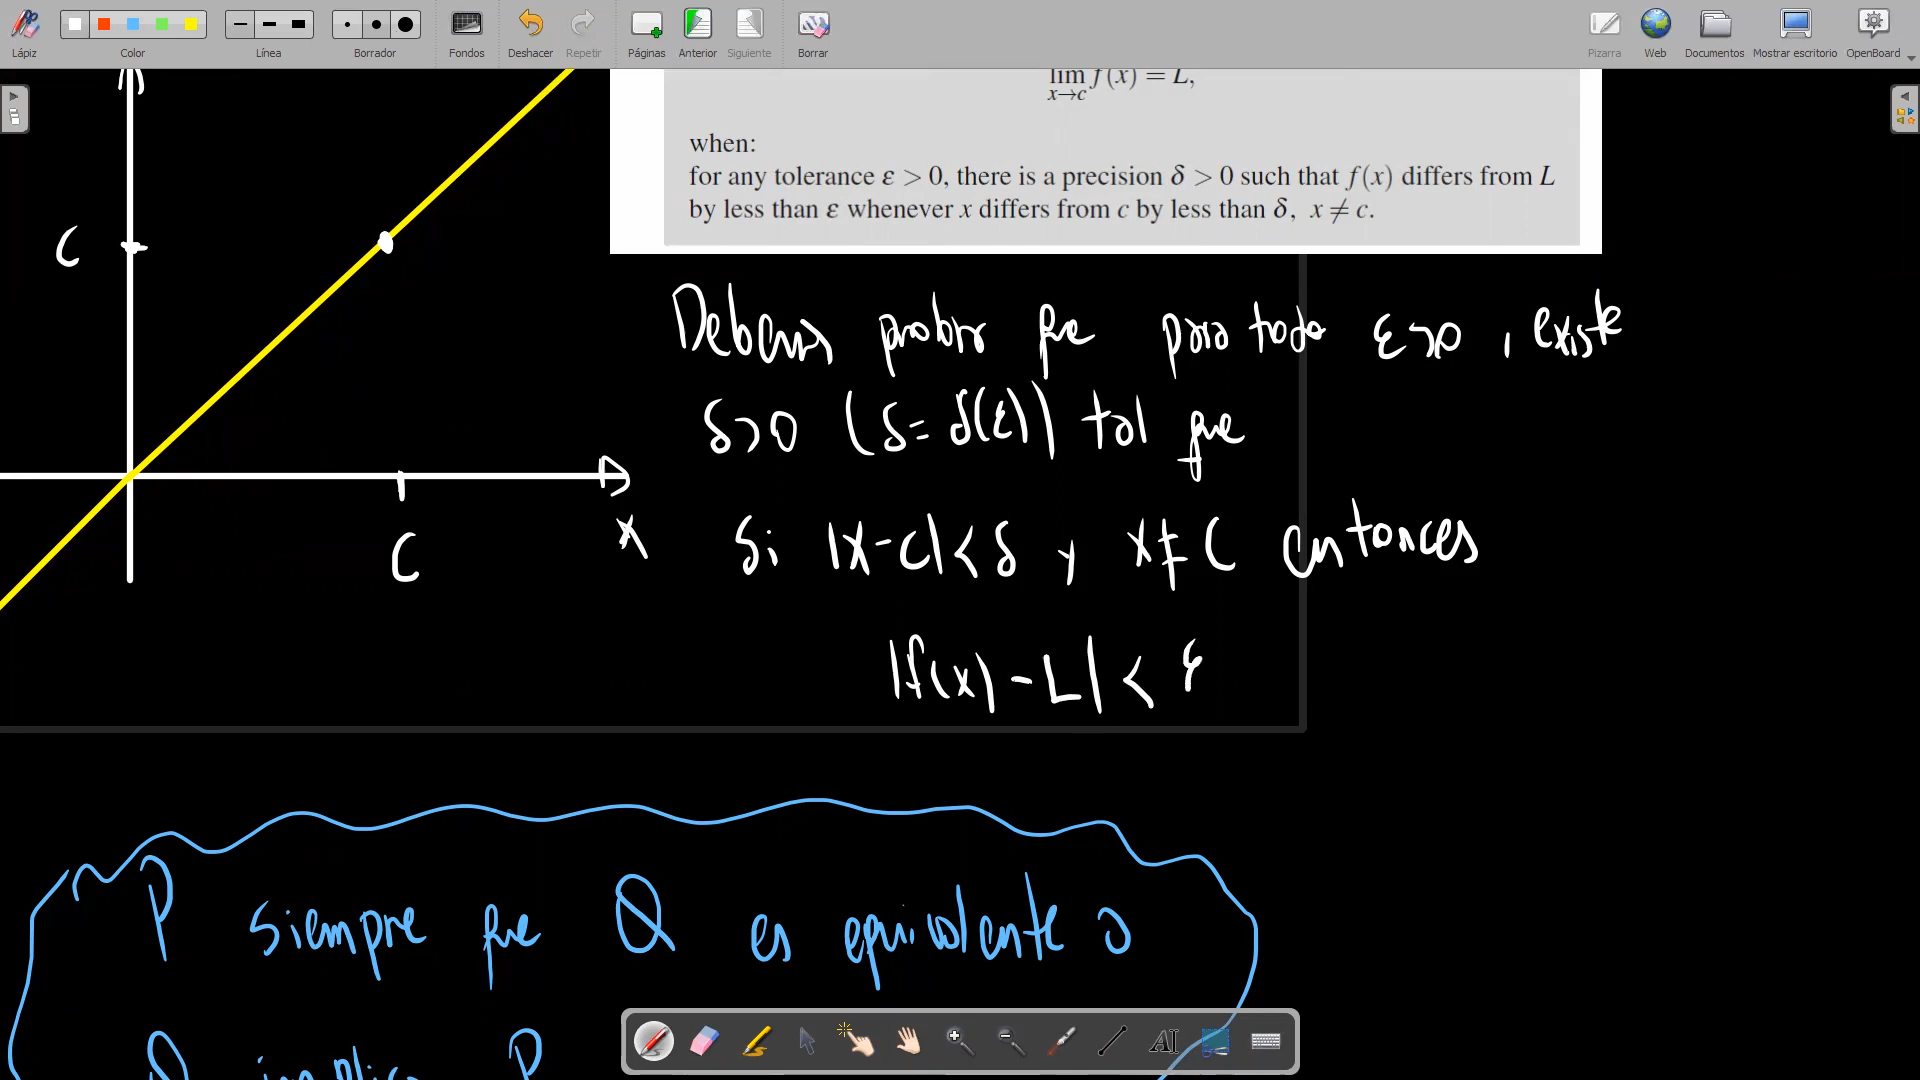 Lápiz
Color
Línea
Borrador
Fondos
Deshacer
Repetir
Páginas
Anterior
Siguiente
Borrar
Pizarra
Web
Documentos
Mostrar escritorio
OpenBoard
lim f(x) = L,
x→c
when:
for any tolerance ε > 0, there is a precision δ > 0 such that f(x) differs from L
by less than ε whenever x differs from c by less than δ, x ≠ c.
C
C
x
Debemos probar que para todo ε>0, existe
δ>0 (δ=δ(ε)) tal que
Si |x-c|<δ y x≠c entonces
|f(x)-L|<ε
P siempre que Q es equivalente a
Q implica P